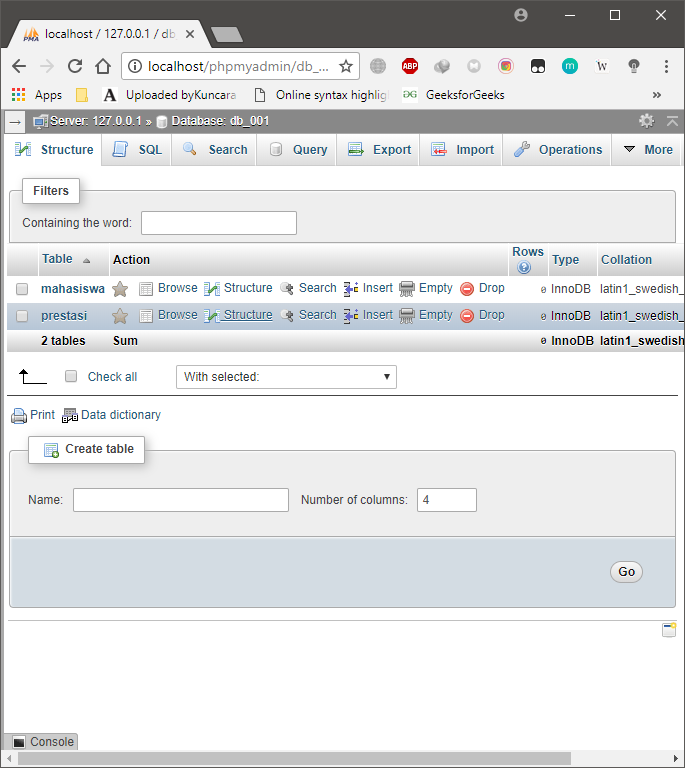 localhost / 127.0.0.1 / db
localhost/phpmyadmin/db_...
Apps Uploaded byKuncara Online syntax highlig GeeksforGeeks »
Server: 127.0.0.1 » Database: db_001
Structure SQL Search Query Export Import Operations More
Filters
Containing the word:
Table Action Rows Type Collation
mahasiswa Browse Structure Search Insert Empty Drop 0 InnoDB latin1_swedish_
prestasi Browse Structure Search Insert Empty Drop 0 InnoDB latin1_swedish_
2 tables Sum 0 InnoDB latin1_swedish
Check all With selected:
Print Data dictionary
Create table
Name: Number of columns: 4
Go
Console